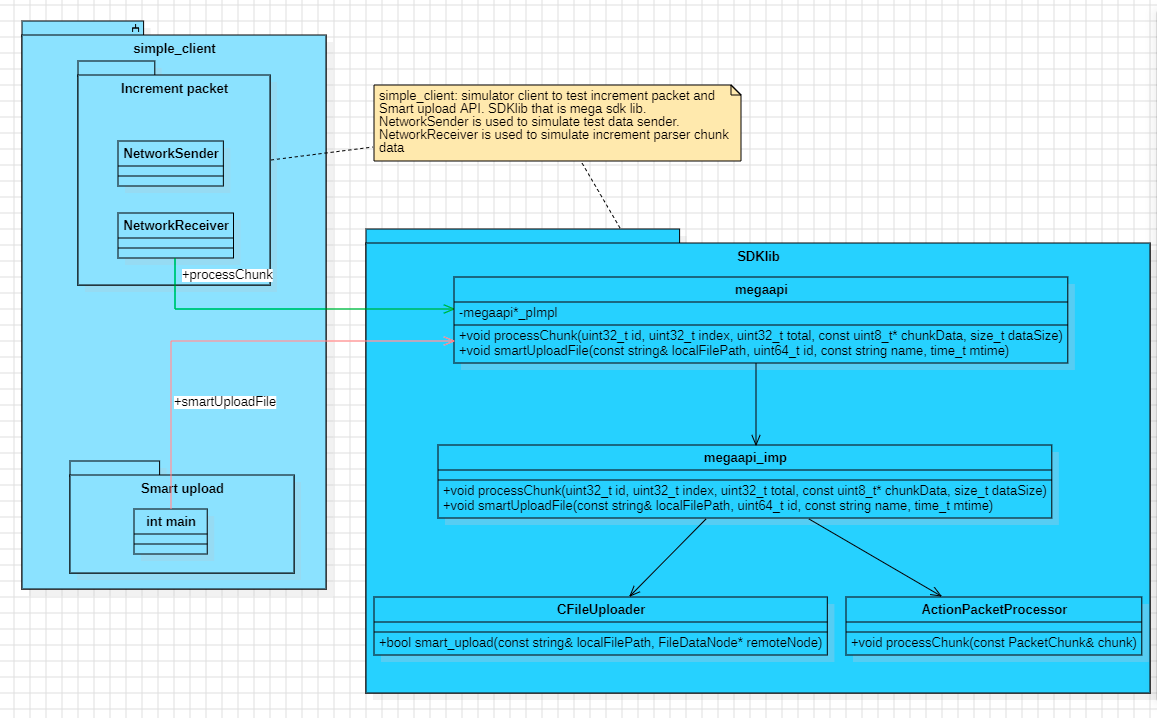 simple_client
Increment packet
NetworkSender
NetworkReceiver
+processChunk
simple_client: simulator client to test increment packet and
Smart upload API. SDKlib that is mega sdk lib.
NetworkSender is used to simulate test data sender.
NetworkReceiver is used to simulate increment parser chunk
data
+smartUploadFile
Smart upload
int main
SDKlib
megaapi
-megaapi*_pImpl
+void processChunk(uint32_t id, uint32_t index, uint32_t total, const uint8_t* chunkData, size_t dataSize)
+void smartUploadFile(const string& localFilePath, uint64_t id, const string name, time_t mtime)
megaapi_imp
+void processChunk(uint32_t id, uint32_t index, uint32_t total, const uint8_t* chunkData, size_t dataSize)
+void smartUploadFile(const string& localFilePath, uint64_t id, const string name, time_t mtime)
CFileUploader
+bool smart_upload(const string& localFilePath, FileDataNode* remoteNode)
ActionPacketProcessor
+void processChunk(const PacketChunk& chunk)